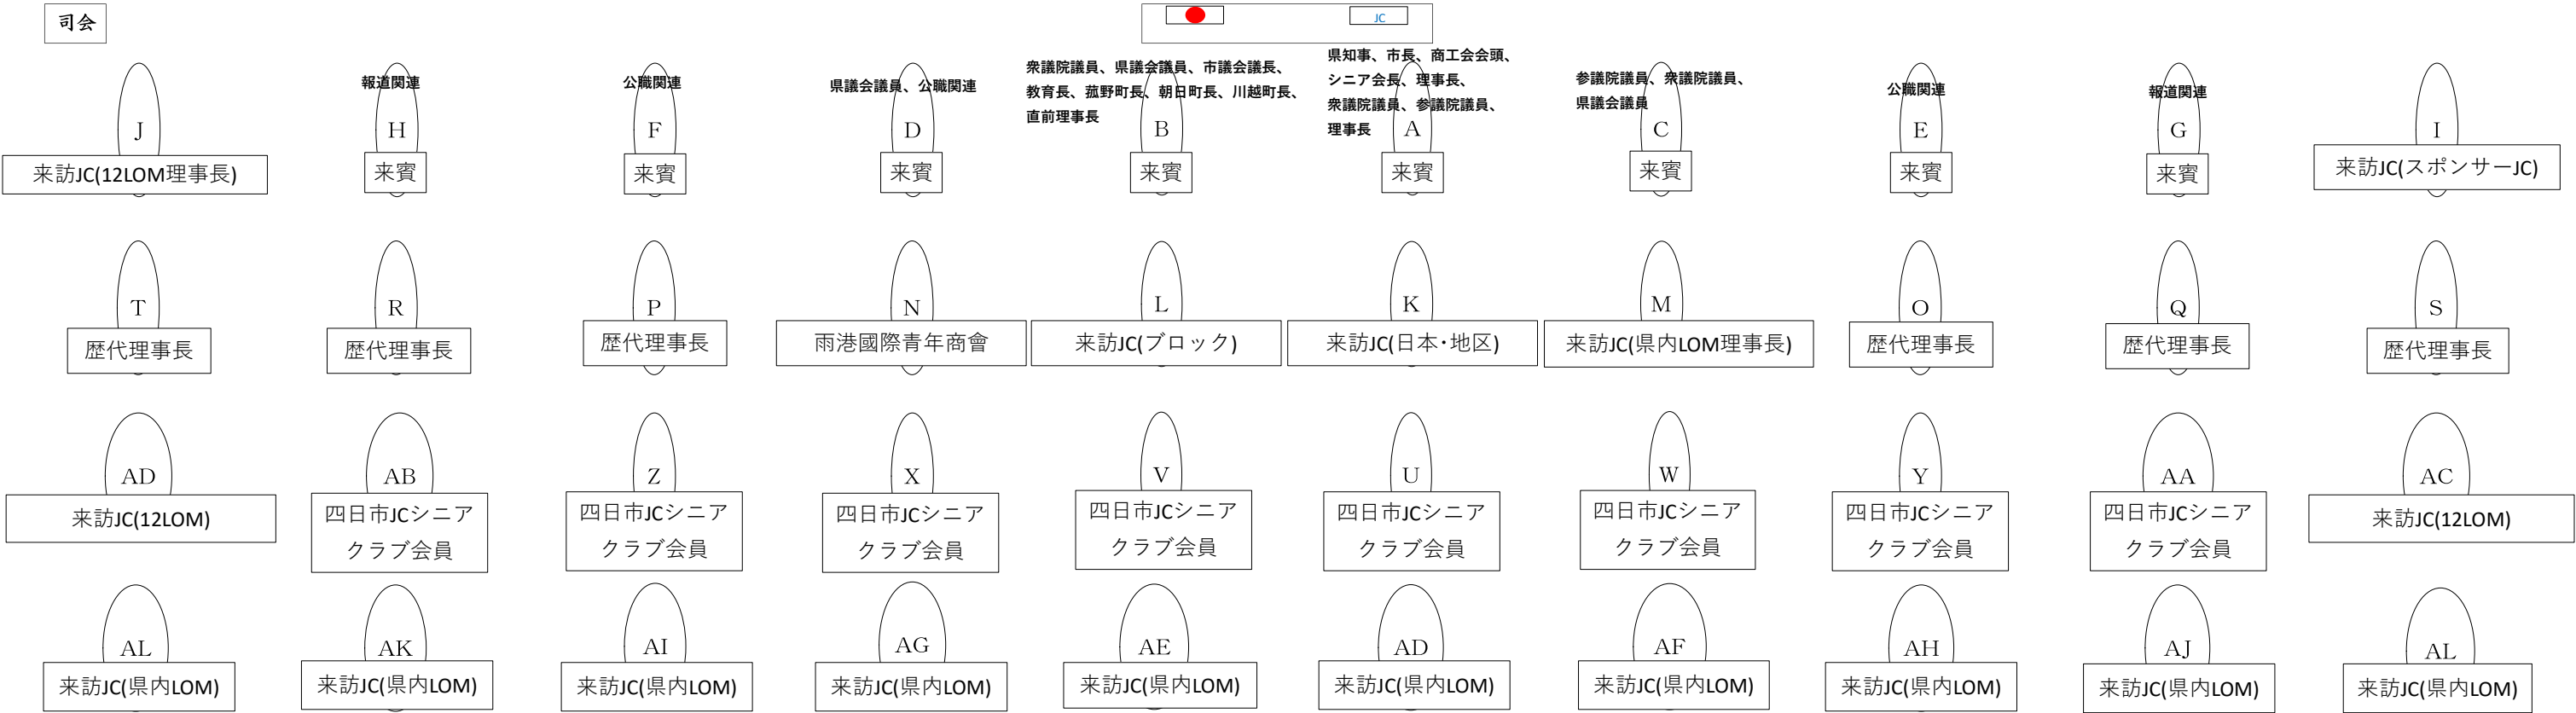 司会
JC
報道関連
公職関連
県議会議員、公職関連
衆議院議員、県議会議員、市議会議長、
教育長、菰野町長、朝日町長、川越町長、
直前理事長
県知事、市長、商工会会頭、
シニア会長、理事長、
衆議院議員、参議院議員、
理事長
参議院議員、衆議院議員、
県議会議員
公職関連
報道関連
J
H
F
D
B
A
C
E
G
I
来訪JC(12LOM理事長)
来賓
来賓
来賓
来賓
来賓
来賓
来賓
来賓
来訪JC(スポンサーJC)
T
R
P
N
L
K
M
O
Q
S
歴代理事長
歴代理事長
歴代理事長
雨港國際青年商會
来訪JC(ブロック)
来訪JC(日本・地区)
来訪JC(県内LOM理事長)
歴代理事長
歴代理事長
歴代理事長
AD
AB
Z
X
V
U
W
Y
AA
AC
来訪JC(12LOM)
四日市JCシニア
クラブ会員
四日市JCシニア
クラブ会員
四日市JCシニア
クラブ会員
四日市JCシニア
クラブ会員
四日市JCシニア
クラブ会員
四日市JCシニア
クラブ会員
四日市JCシニア
クラブ会員
四日市JCシニア
クラブ会員
来訪JC(12LOM)
AL
AK
AI
AG
AE
AD
AF
AH
AJ
AL
来訪JC(県内LOM)
来訪JC(県内LOM)
来訪JC(県内LOM)
来訪JC(県内LOM)
来訪JC(県内LOM)
来訪JC(県内LOM)
来訪JC(県内LOM)
来訪JC(県内LOM)
来訪JC(県内LOM)
来訪JC(県内LOM)